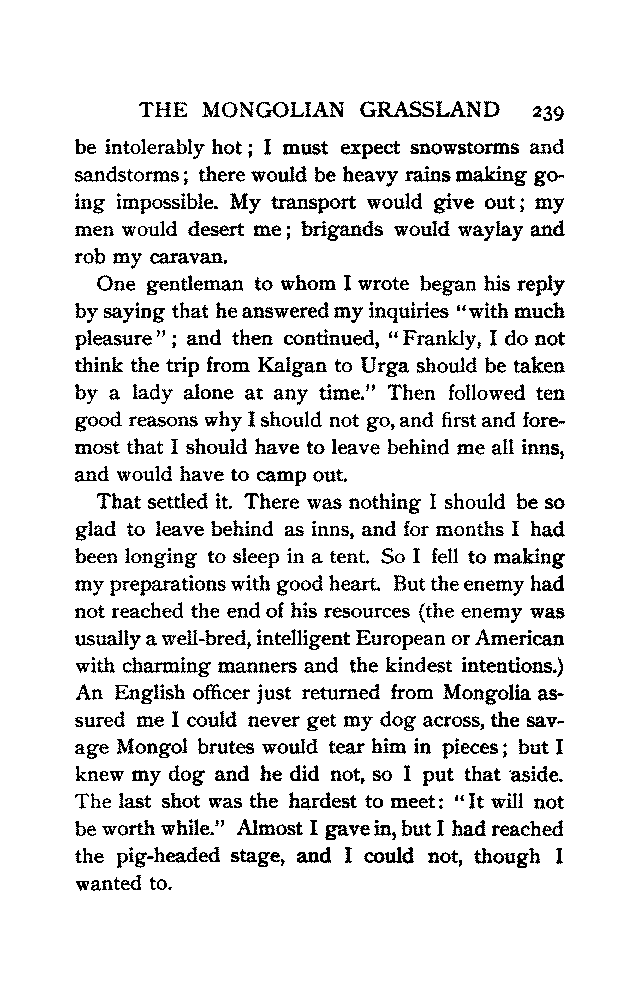 THE MONGOLIAN GRASSLAND 239
be intolerably hot; I must expect snowstorms and
sandstorms; there would be heavy rains making go-
ing impossible. My transport would give out; my
men would desert me; brigands would waylay and
rob my caravan.
One gentleman to whom I wrote began his reply
by saying that he answered my inquiries "with much
pleasure"; and then continued, "Frankly, I do not
think the trip from Kalgan to Urga should be taken
by a lady alone at any time." Then followed ten
good reasons why I should not go, and first and fore-
most that I should have to leave behind me all inns,
and would have to camp out.
That settled it. There was nothing I should be so
glad to leave behind as inns, and for months I had
been longing to sleep in a tent. So I fell to making
my preparations with good heart. But the enemy had
not reached the end of his resources (the enemy was
usually a well-bred, intelligent European or American
with charming manners and the kindest intentions.)
An English officer just returned from Mongolia as-
sured me I could never get my dog across, the sav-
age Mongol brutes would tear him in pieces; but I
knew my dog and he did not, so I put that aside.
The last shot was the hardest to meet: "It will not
be worth while." Almost I gave in, but I had reached
the pig-headed stage, and I could not, though I
wanted to.